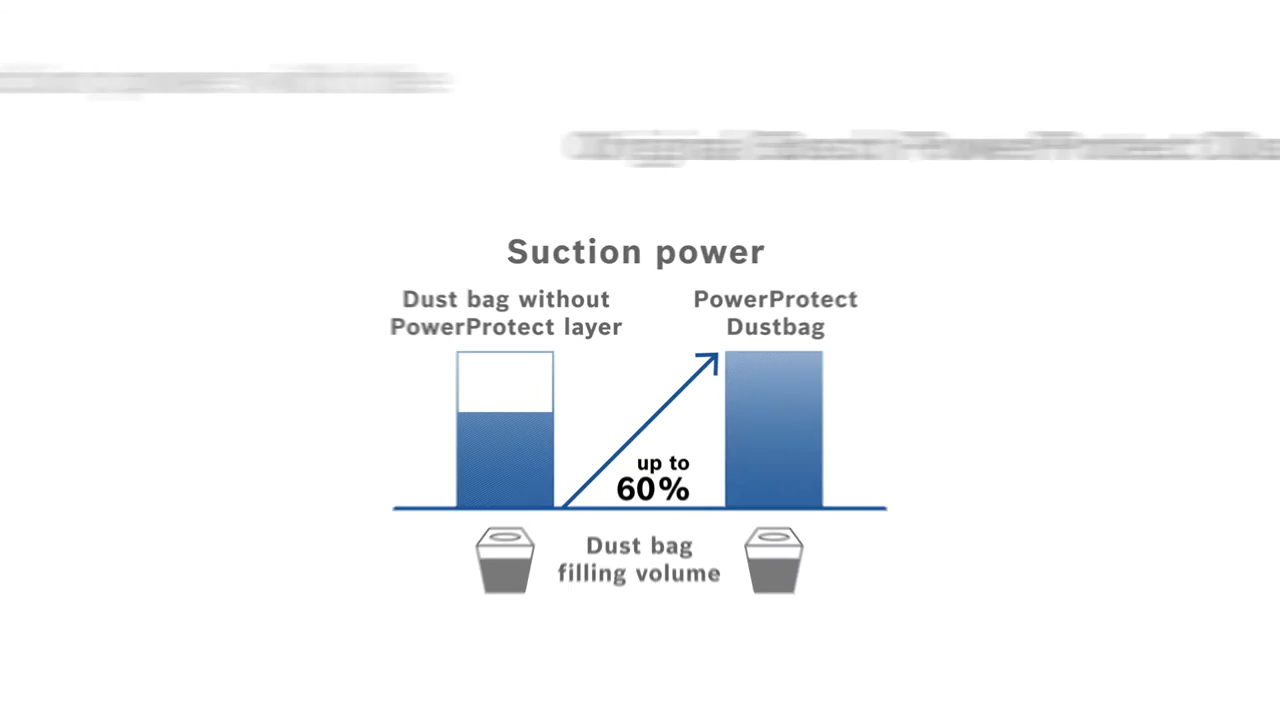 Suction power
Dust bag without
PowerProtect layer
PowerProtect
Dustbag
up to
60%
Dust bag
filling volume